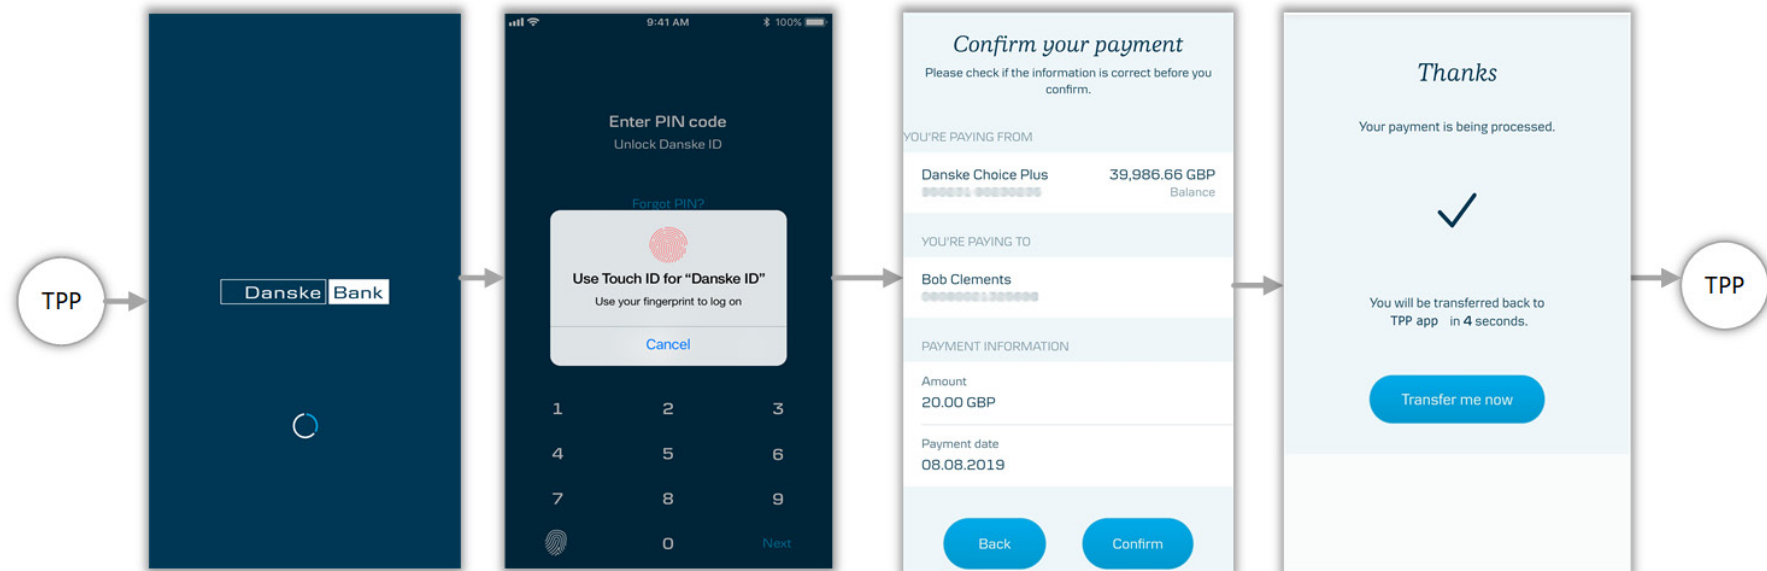 TPP
Danske Bank
9:41 AM
100%
Enter PIN code
Unlock Danske ID
Forgot PIN?
Use Touch ID for “Danske ID”
Use your fingerprint to log on
Cancel
1 2 3
4 5 6
7 8 9
0 Next
Confirm your payment
Please check if the information is correct before you
confirm.
YOU'RE PAYING FROM
Danske Choice Plus 39,986.66 GBP
Balance
YOU'RE PAYING TO
Bob Clements
PAYMENT INFORMATION
Amount
20.00 GBP
Payment date
08.08.2019
Back Confirm
Thanks
Your payment is being processed.
You will be transferred back to
TPP app in 4 seconds.
Transfer me now
TPP